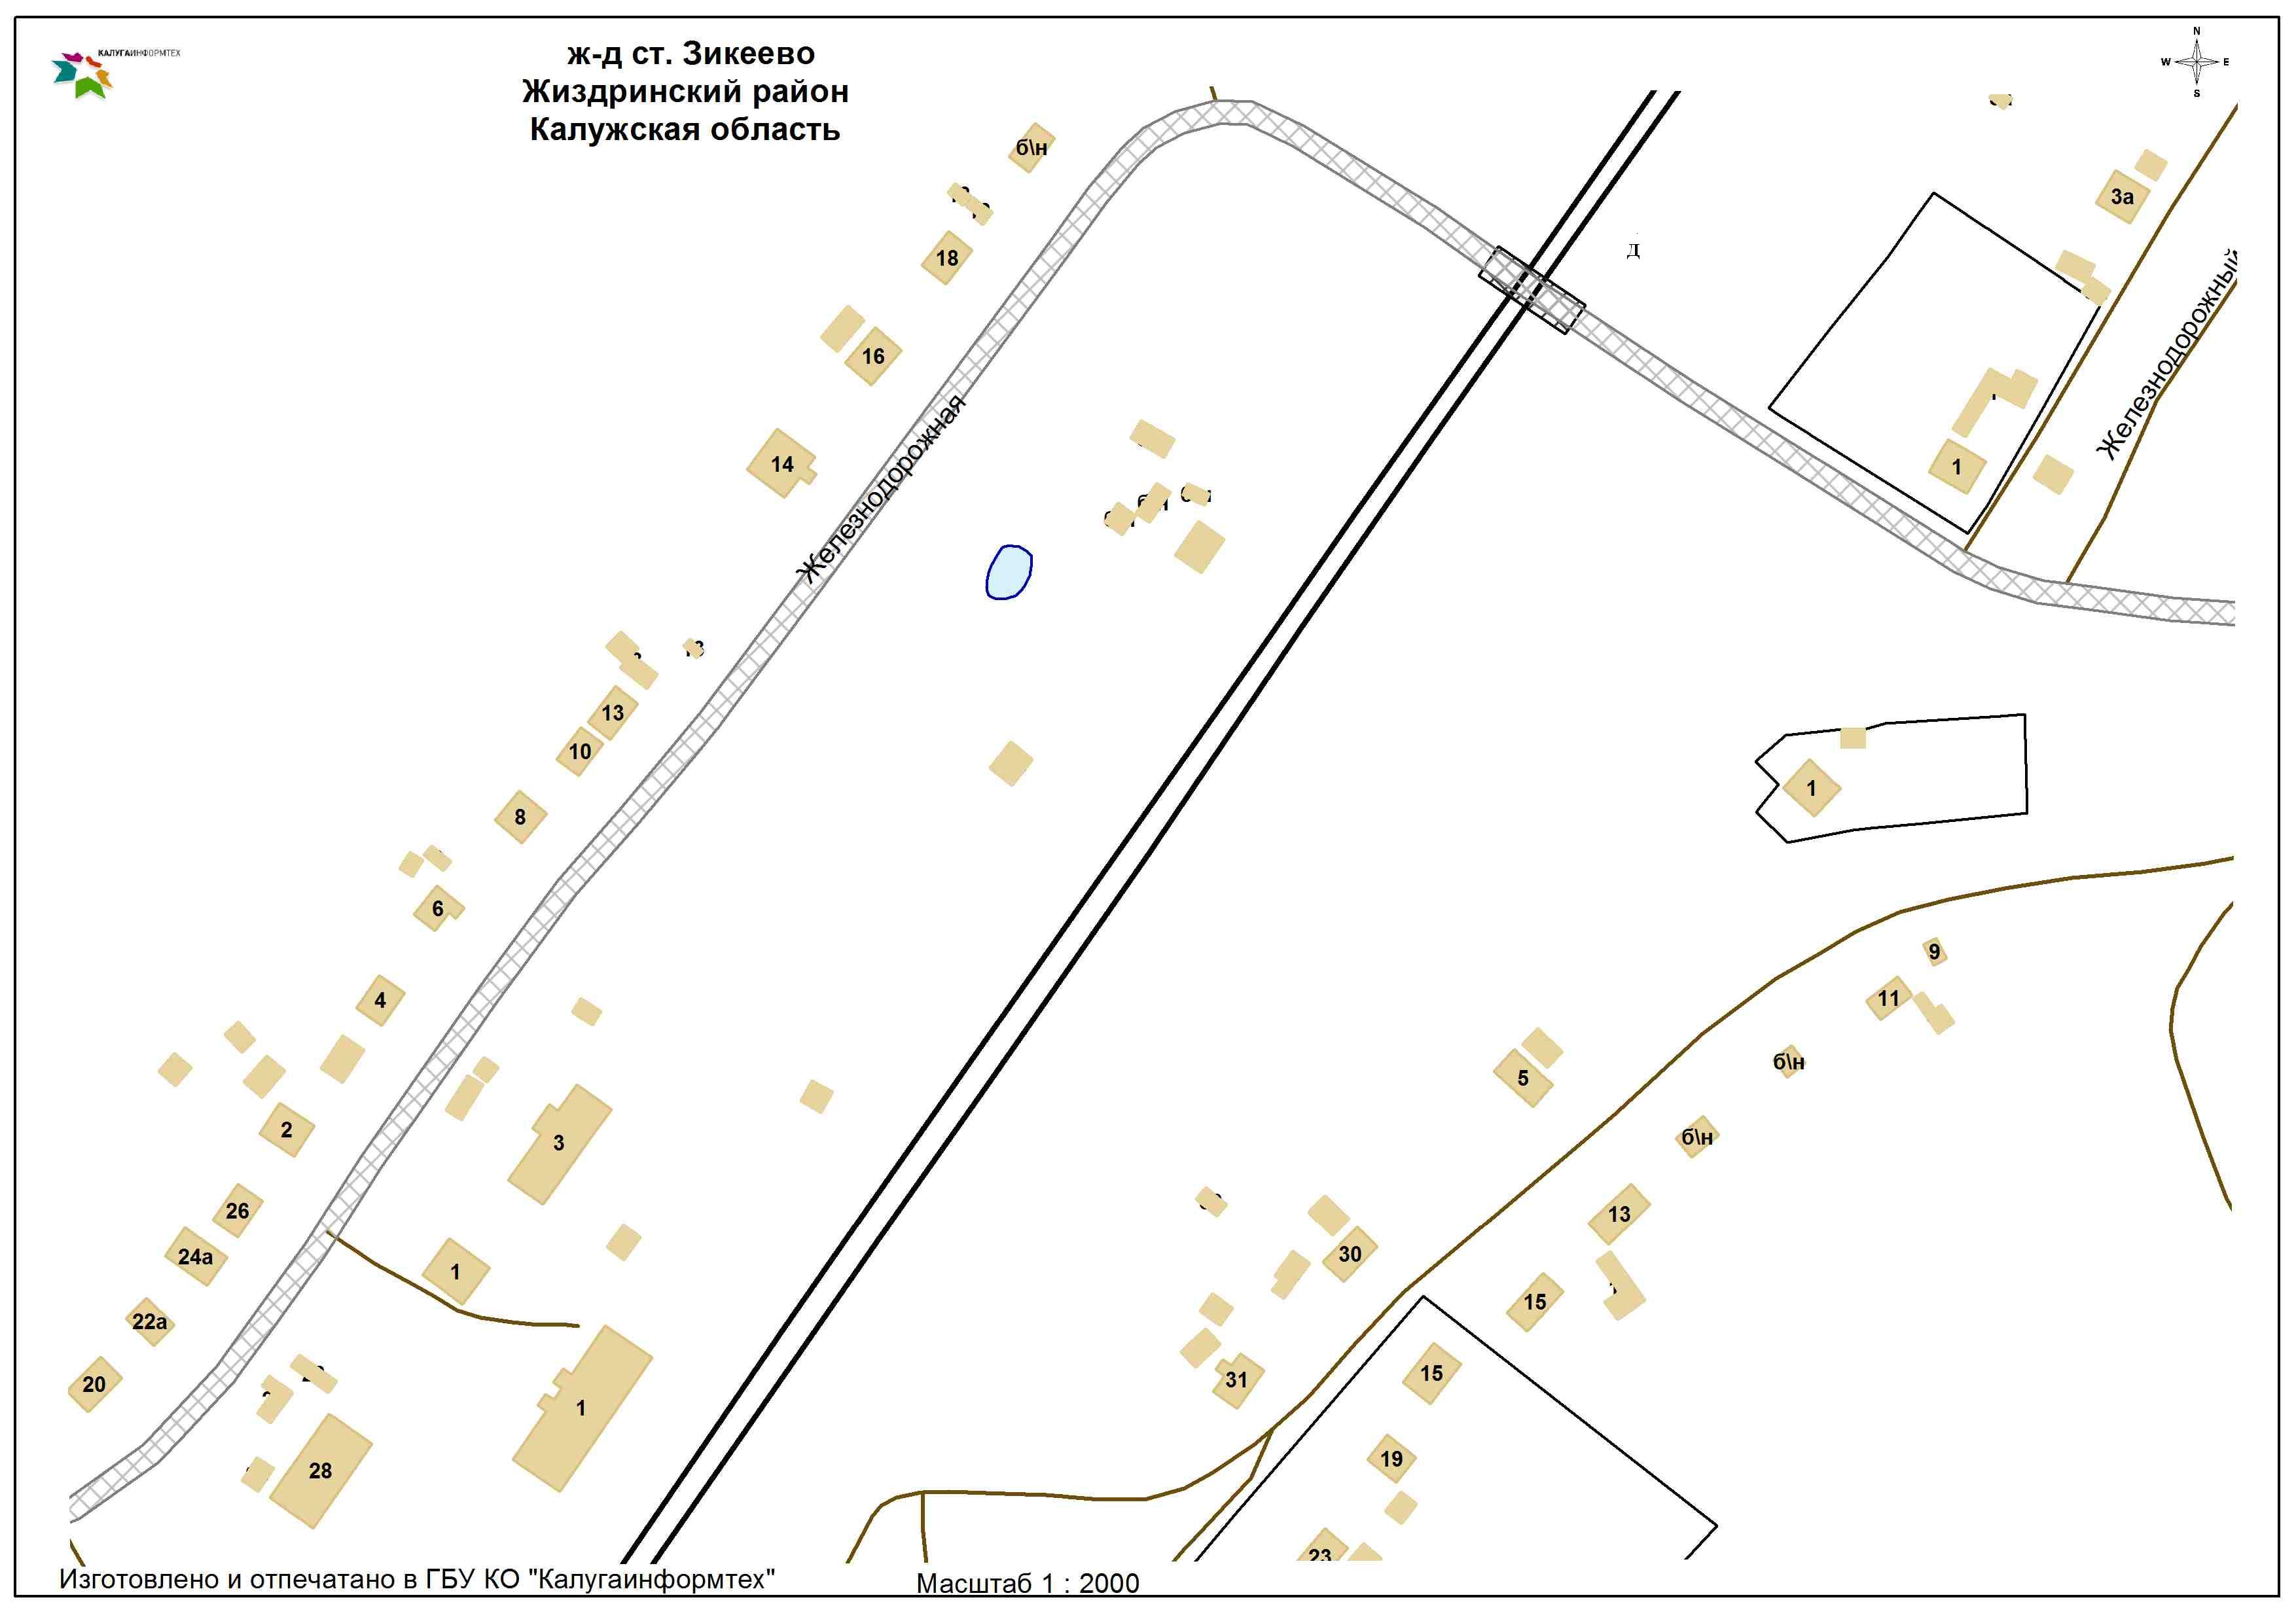 КАЛУГАИНФОРМТЕХ
ж-д ст. Зикеево
Жиздринский район
Калужская область
N
W
E
S
б\н
3а
18
Д
16
Железнодорожный
14
1
Железнодорожная
б\н
13
10
1
8
6
9
4
11
б\н
5
2
б\н
3
26
13
30
24а
1
15
22а
15
31
20
1
19
28
23
Изготовлено и отпечатано в ГБУ КО "Калугаинформтех"
Масштаб 1 : 2000